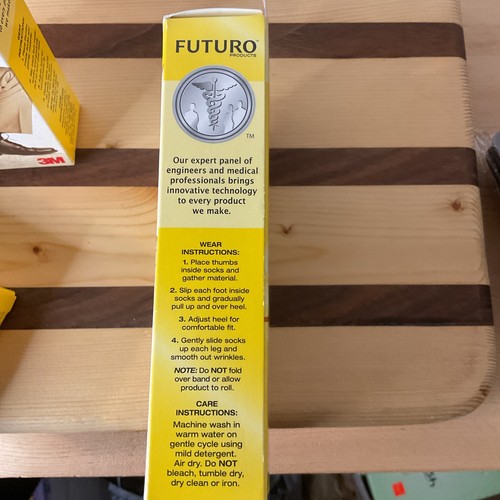 FUTURO™
PRODUCTS
TM
Our expert panel of
engineers and medical
professionals brings
innovative technology
to every product
we make.
WEAR
INSTRUCTIONS:
1. Place thumbs
inside socks and
gather material.
2. Slip each foot inside
socks and gradually
pull up and over heel.
3. Adjust heel for
comfortable fit.
4. Gently slide socks
up each leg and
smooth out wrinkles.
NOTE: Do NOT fold
over band or allow
product to roll.
CARE
INSTRUCTIONS:
Machine wash in
warm water on
gentle cycle using
mild detergent.
Air dry. Do NOT
bleach, tumble dry,
dry clean or iron.
3M